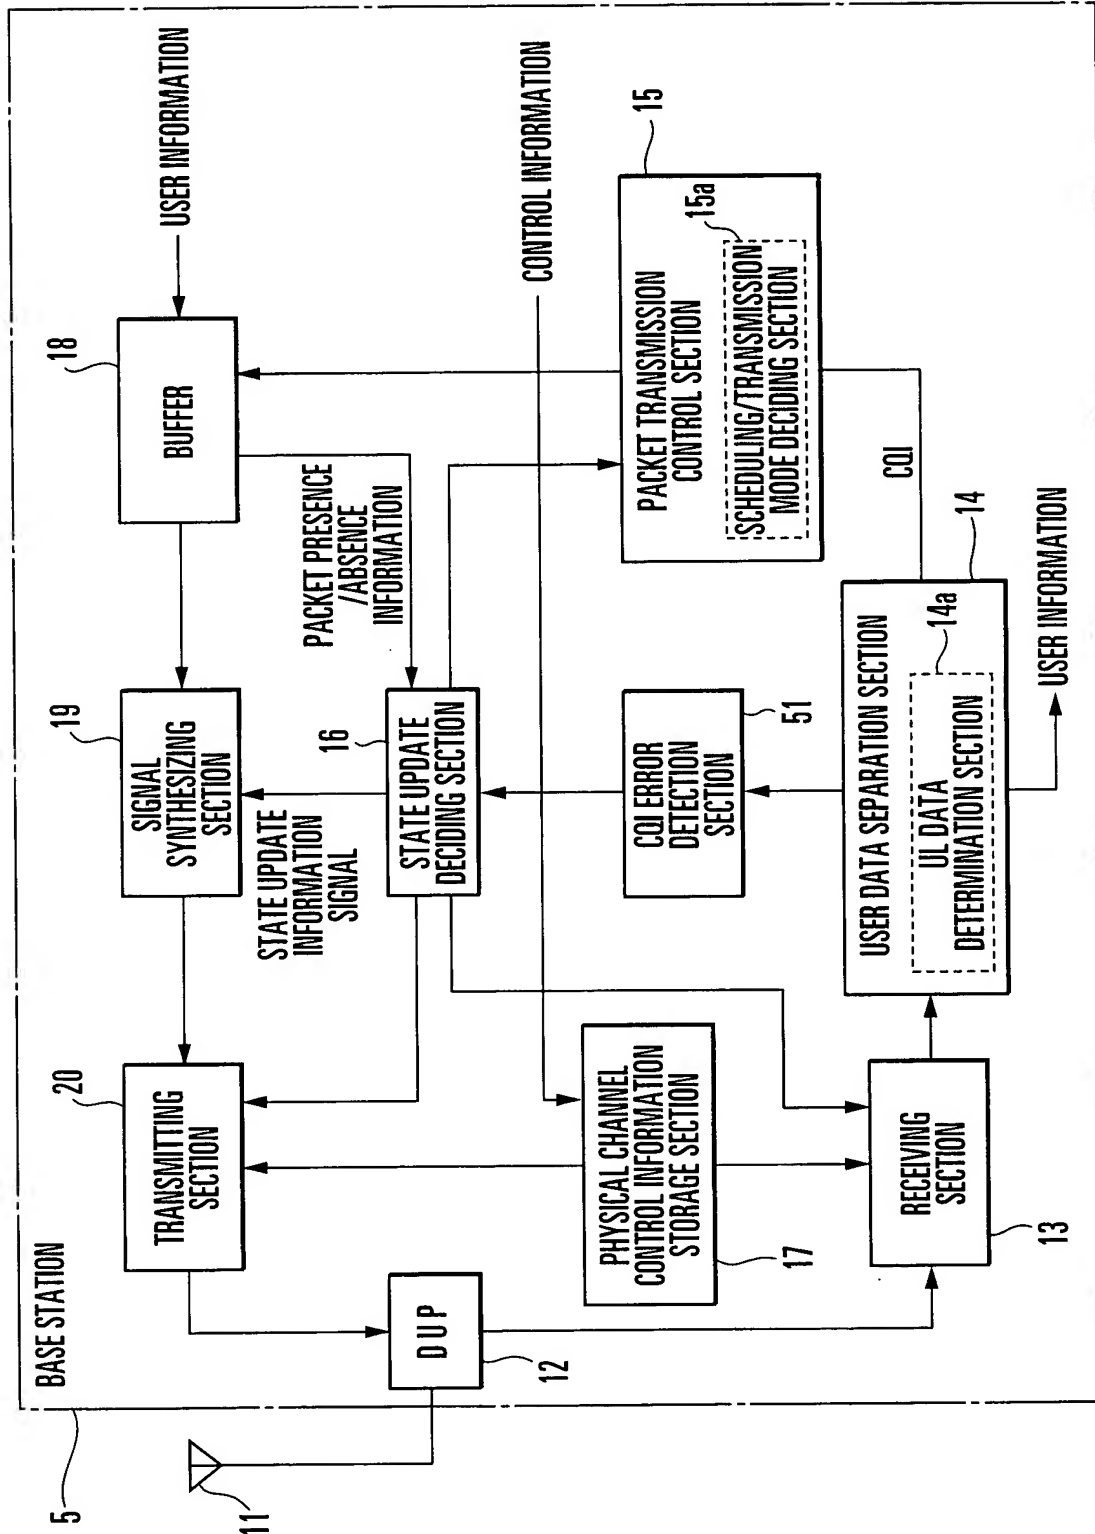 BASE STATION
5
11
DUP
12
20
TRANSMITTING
SECTION
19
SIGNAL
SYNTHESIZING
SECTION
18
BUFFER
USER INFORMATION
STATE UPDATE
INFORMATION
SIGNAL
16
STATE UPDATE
DECIDING SECTION
PACKET PRESENCE
/ABSENCE
INFORMATION
CONTROL INFORMATION
PHYSICAL CHANNEL
CONTROL INFORMATION
STORAGE SECTION
17
CQI ERROR
DETECTION
SECTION
51
15
PACKET TRANSMISSION
CONTROL SECTION
15a
SCHEDULING/TRANSMISSION
MODE DECIDING SECTION
RECEIVING
SECTION
13
USER DATA SEPARATION SECTION
14
14a
UL DATA
DETERMINATION SECTION
CQI
USER INFORMATION